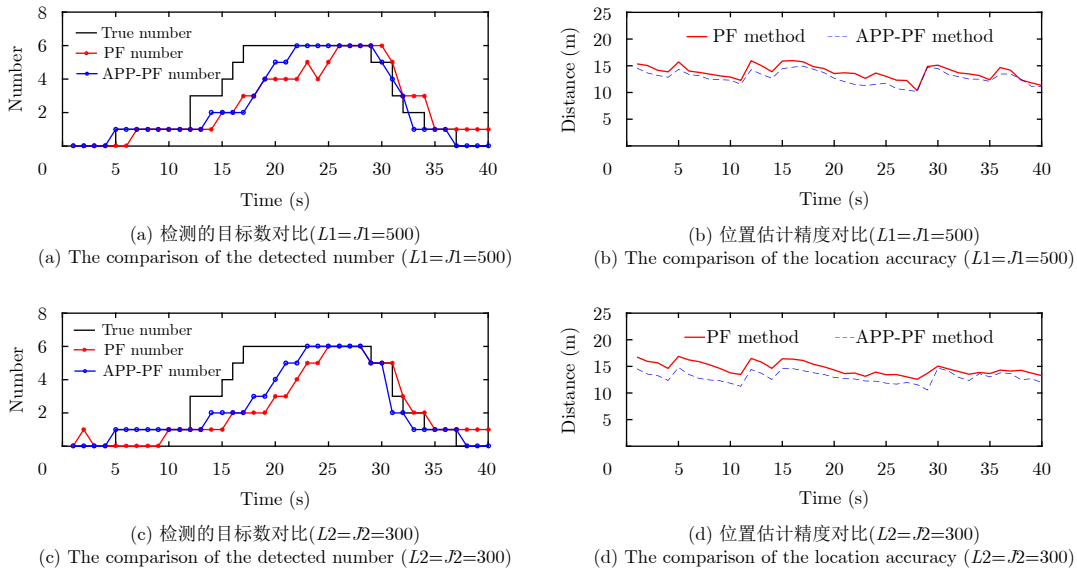 8
6
4
2
0
Number
True number
PF number
APP-PF number
5 10 15 20 25 30 35 40
Time (s)
(a) 检测的目标数对比(L1=J1=500)
(a) The comparison of the detected number (L1=J1=500)
25
20
15
10
5
0
Distance (m)
PF method APP-PF method
5 10 15 20 25 30 35 40
Time (s)
(b) 位置估计精度对比(L1=J1=500)
(b) The comparison of the location accuracy (L1=J1=500)
8
6
4
2
0
Number
True number
PF number
APP-PF number
5 10 15 20 25 30 35 40
Time (s)
(c) 检测的目标数对比(L2=J2=300)
(c) The comparison of the detected number (L2=J2=300)
25
20
15
10
5
0
Distance (m)
PF method APP-PF method
5 10 15 20 25 30 35 40
Time (s)
(d) 位置估计精度对比(L2=J2=300)
(d) The comparison of the location accuracy (L2=J2=300)